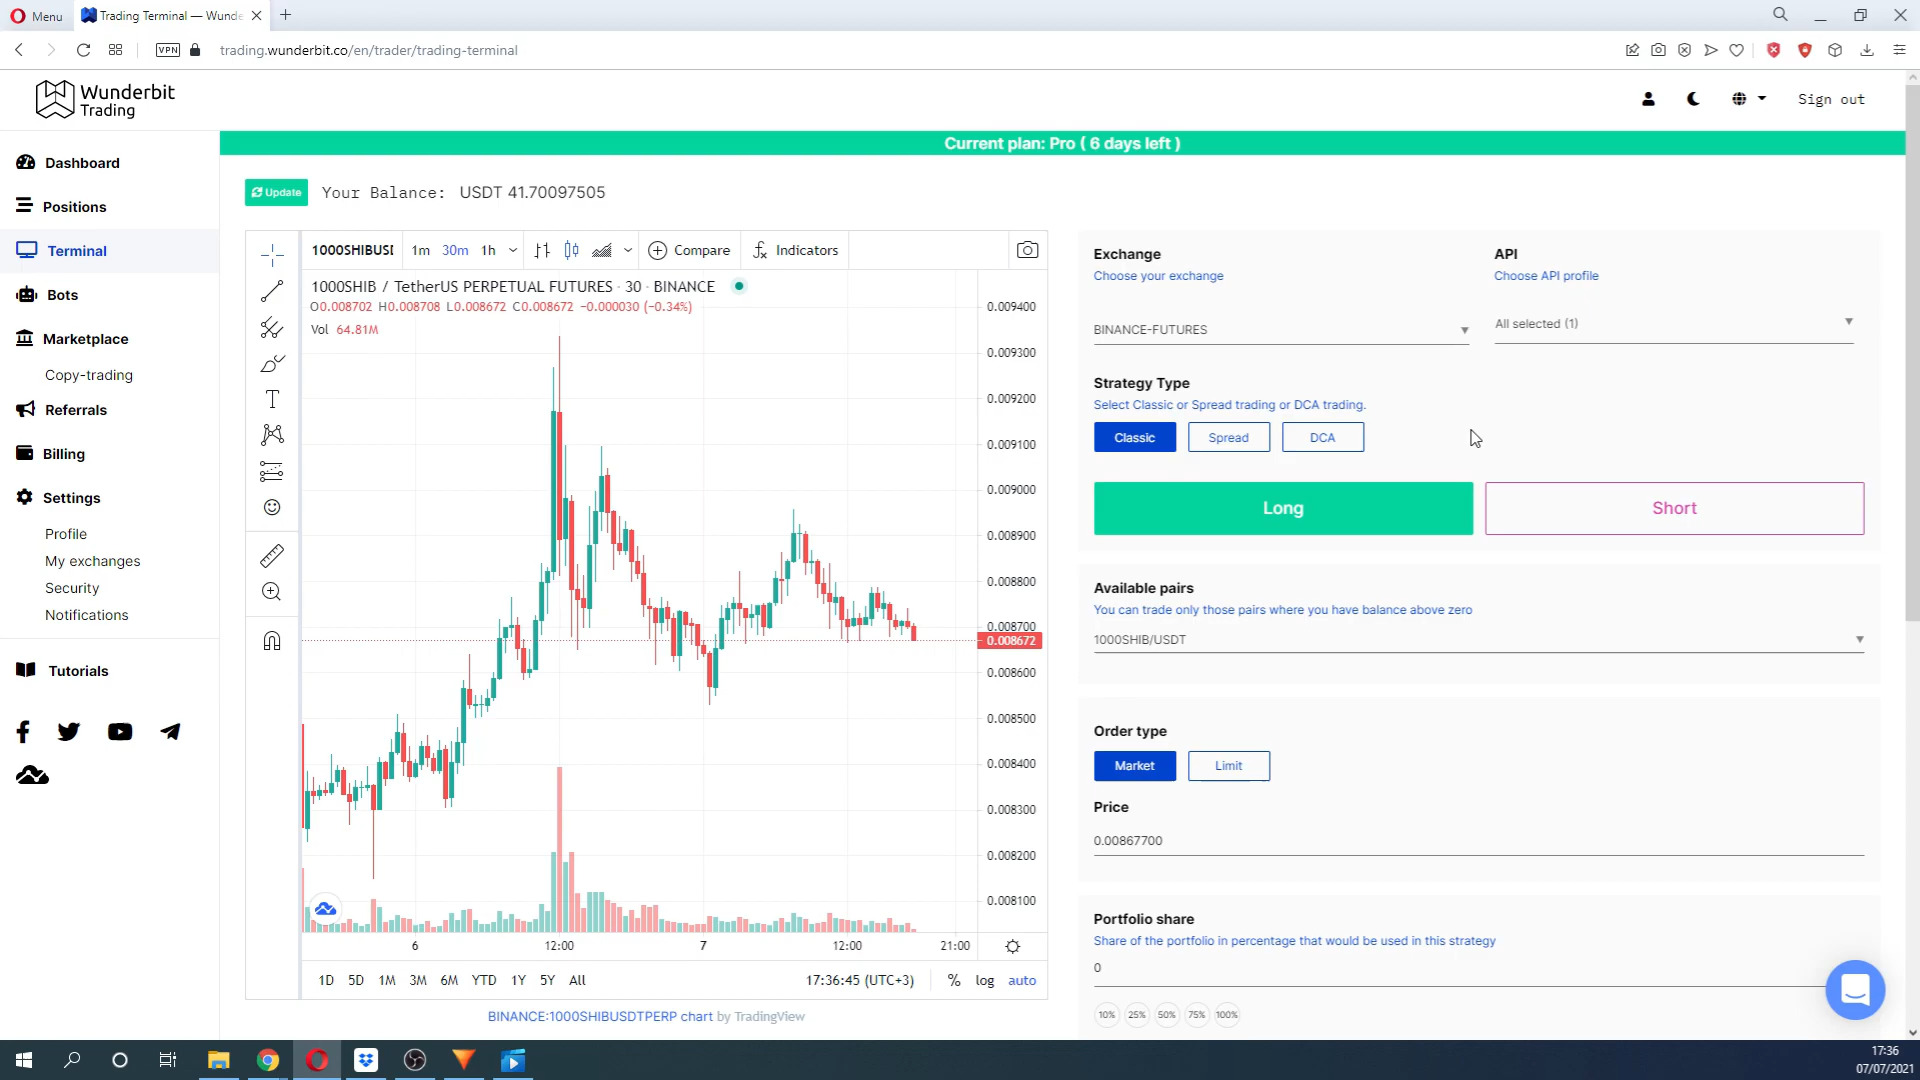 Menu
Trading Terminal — Wunde
VPN
trading.wunderbit.co/en/trader/trading-terminal
Wunderbit
Trading
Sign out
Current plan: Pro ( 6 days left )
Dashboard
Positions
Terminal
Bots
Marketplace
Copy-trading
Referrals
Billing
Settings
Profile
My exchanges
Security
Notifications
Tutorials
Update
Your Balance: USDT 41.70097505
1000SHIBUSI
1m 30m 1h
Compare
Indicators
1000SHIB / TetherUS PERPETUAL FUTURES · 30 · BINANCE
O0.008702 H0.008708 L0.008672 C0.008672 −0.000030 (−0.34%)
Vol 64.81M
0.009400
0.009300
0.009200
0.009100
0.009000
0.008900
0.008800
0.008700
0.008672
0.008600
0.008500
0.008400
0.008300
0.008200
0.008100
6 12:00 7 12:00 21:00
1D 5D 1M 3M 6M YTD 1Y 5Y All
17:36:45 (UTC+3)
% log auto
BINANCE:1000SHIBUSDTPERP chart by TradingView
Exchange
Choose your exchange
BINANCE-FUTURES
API
Choose API profile
All selected (1)
Strategy Type
Select Classic or Spread trading or DCA trading.
Classic Spread DCA
Long Short
Available pairs
You can trade only those pairs where you have balance above zero
1000SHIB/USDT
Order type
Market Limit
Price
0.00867700
Portfolio share
Share of the portfolio in percentage that would be used in this strategy
0
10% 25% 50% 75% 100%
17:36
07/07/2021